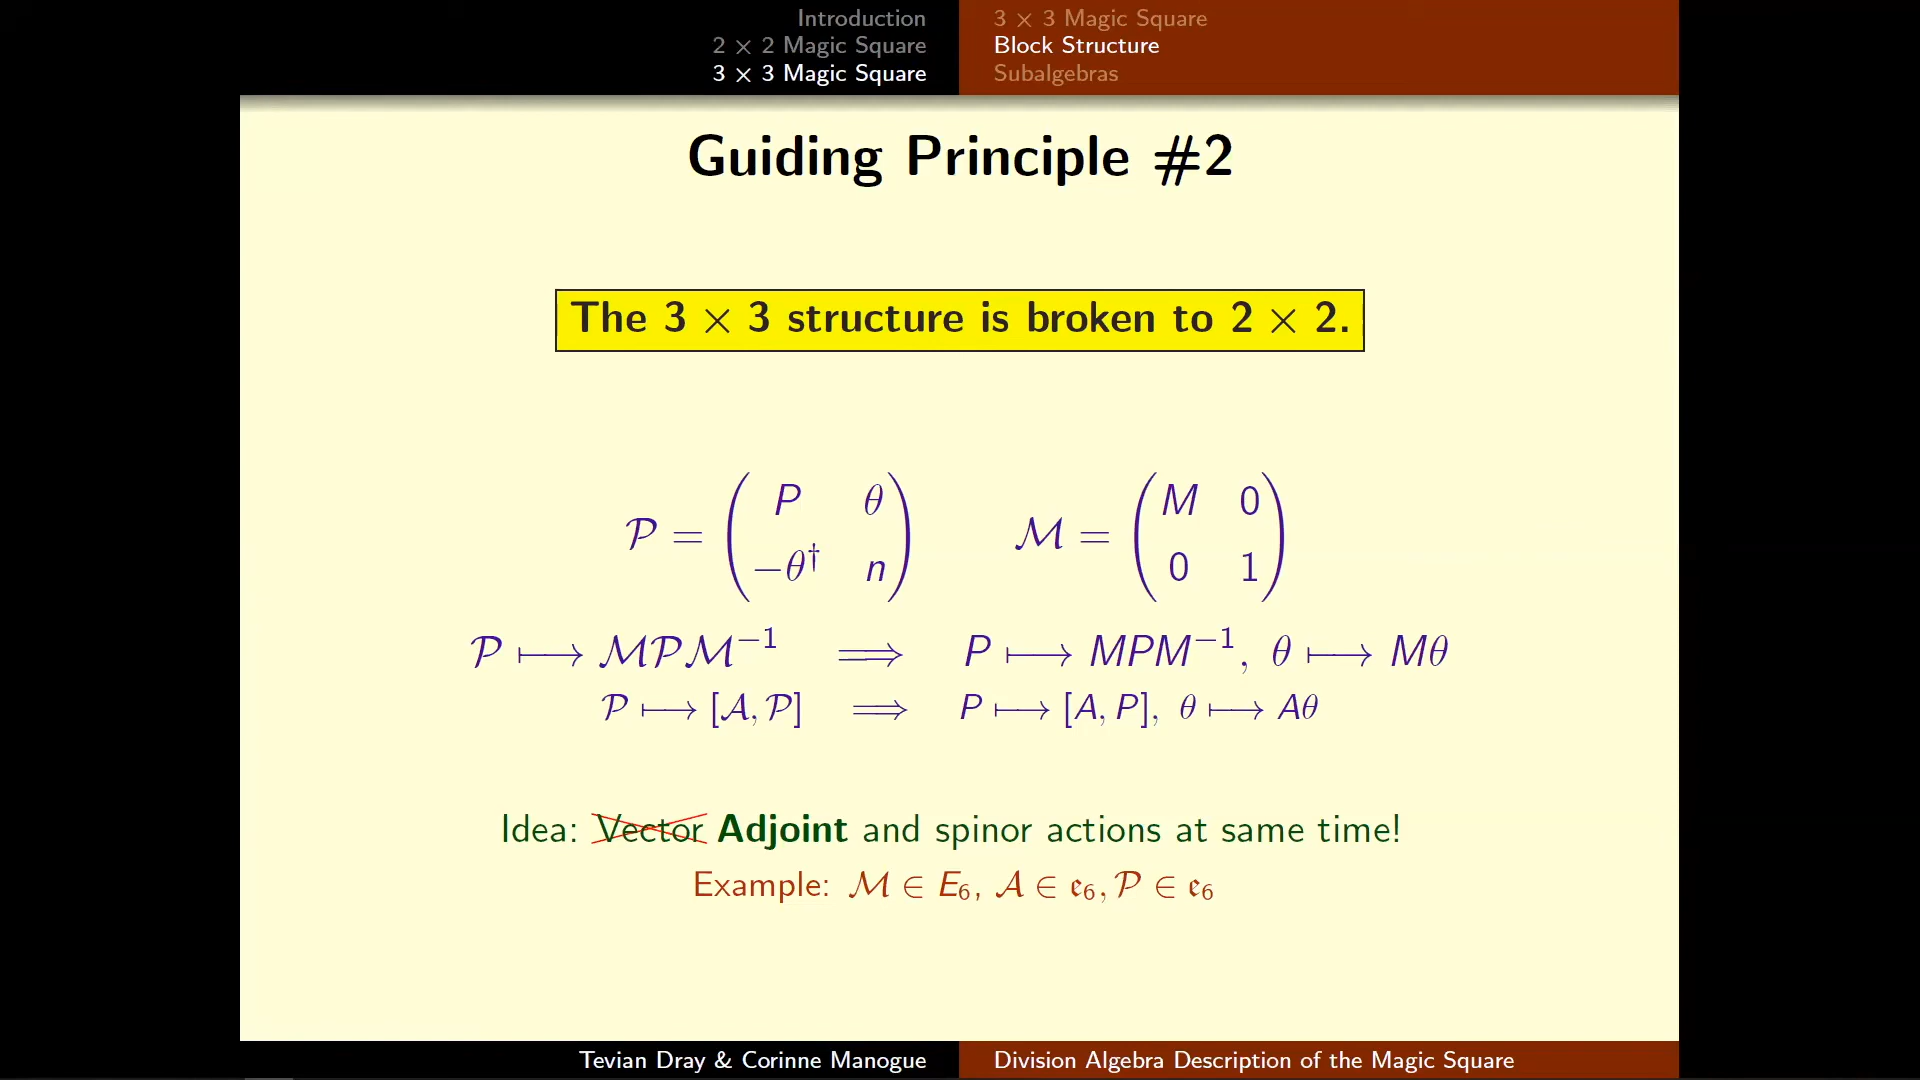 Introduction
2 × 2 Magic Square
3 × 3 Magic Square
3 × 3 Magic Square
Block Structure
Subalgebras
Guiding Principle #2
The 3 × 3 structure is broken to 2 × 2.
𝒫 = ( P θ ; −θ† n )   ℳ = ( M 0 ; 0 1 )
𝒫 ⟼ ℳ𝒫ℳ⁻¹ ⟹ P ⟼ MPM⁻¹, θ ⟼ Mθ
𝒫 ⟼ [𝒜, 𝒫] ⟹ P ⟼ [A, P], θ ⟼ Aθ
Idea: Vector Adjoint and spinor actions at same time!
Example: ℳ ∈ E₆, 𝒜 ∈ 𝔢₆, 𝒫 ∈ 𝔢₆
Tevian Dray & Corinne Manogue
Division Algebra Description of the Magic Square